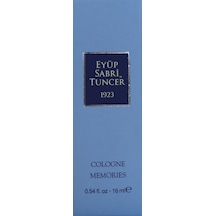 EYÜP
SABRİ
TUNCER
1923
COLOGNE
MEMORIES
0.54 fl. oz - 16 ml ℮